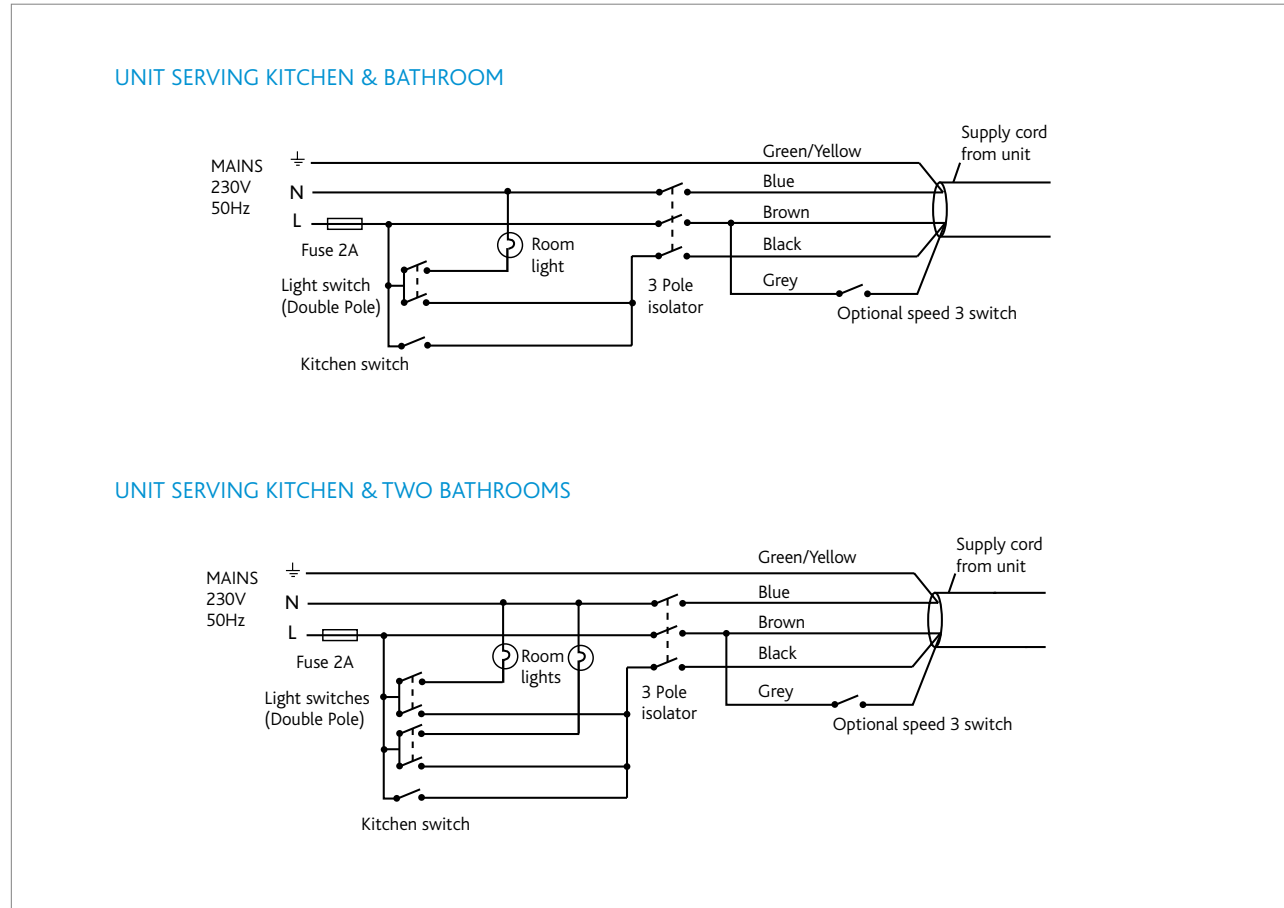 UNIT SERVING KITCHEN & BATHROOM
MAINS
230V
50Hz
N
L
Fuse 2A
Light switch
(Double Pole)
Kitchen switch
Room
light
3 Pole
isolator
Green/Yellow
Blue
Brown
Black
Grey
Supply cord
from unit
Optional speed 3 switch
UNIT SERVING KITCHEN & TWO BATHROOMS
MAINS
230V
50Hz
N
L
Fuse 2A
Light switches
(Double Pole)
Kitchen switch
Room
lights
3 Pole
isolator
Green/Yellow
Blue
Brown
Black
Grey
Supply cord
from unit
Optional speed 3 switch